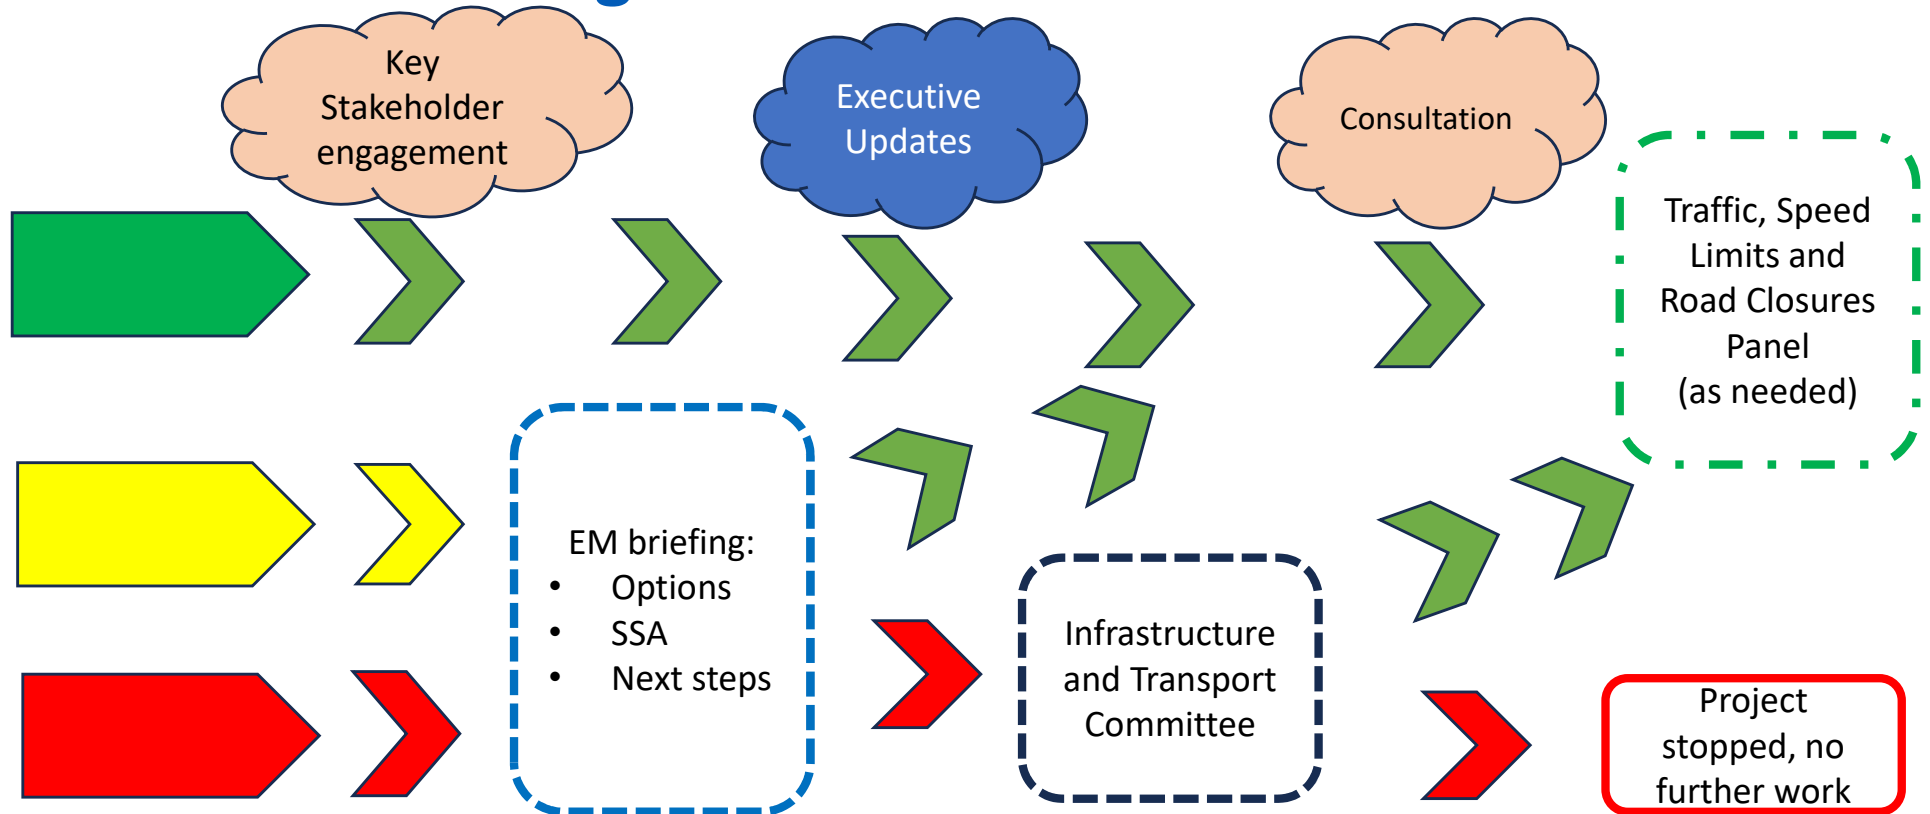 Key
Stakeholder
engagement
Executive
Updates
Consultation
Traffic, Speed
Limits and
Road Closures
Panel
(as needed)
EM briefing:
• Options
• SSA
• Next steps
Infrastructure
and Transport
Committee
Project
stopped, no
further work